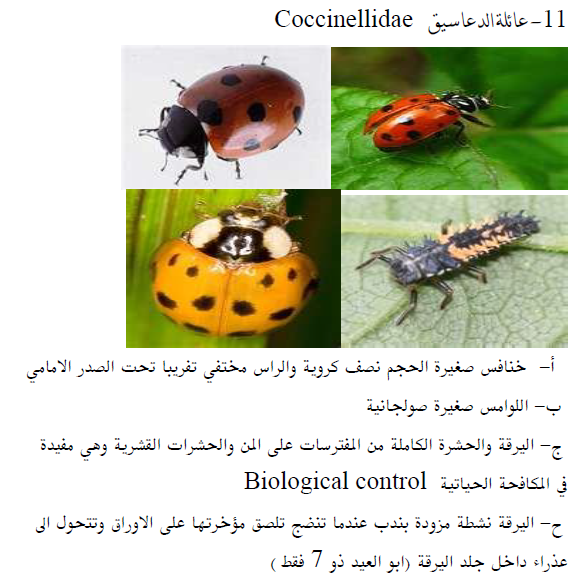 11-عائلةالدعاسيق Coccinellidae
أ- خنافس صغيرة الحجم نصف كروية والراس مختفي تقريبا تحت الصدر الامامي
ب- اللوامس صغيرة صولجانية
ج- اليرقة والحشرة الكاملة من المفترسات على المن والحشرات القشرية وهي مفيدة
في المكافحة الحياتية Biological control
ح- اليرقة نشطة مزودة بندب عندما تنضج تلصق مؤخرتها على الاوراق وتتحول الى
عذراء داخل جلد اليرقة (ابو العيد ذو 7 فقط)